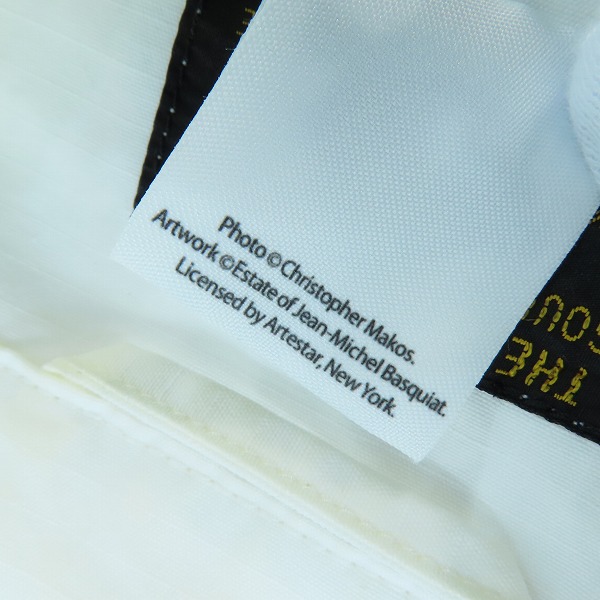 Photo © Christopher Makos.
Artwork ©Estate of Jean-Michel Basquiat.
Licensed by Artestar, New York.
THE